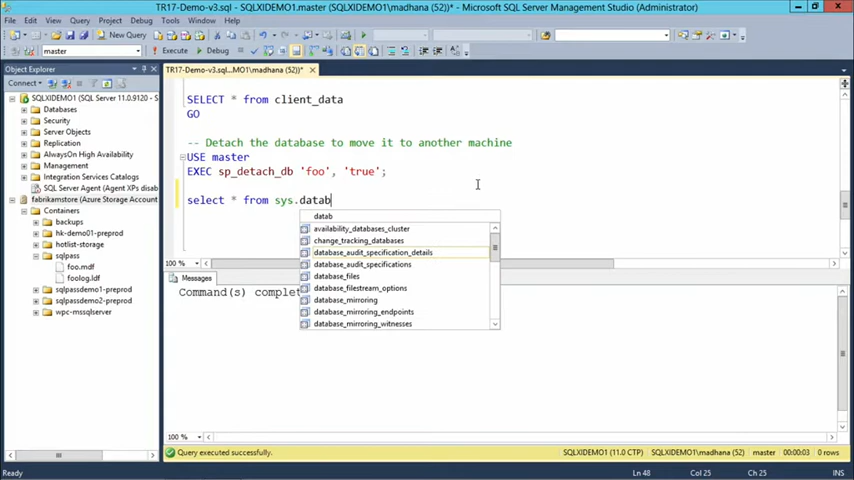 TR17-Demo-v3.sql - SQLXIDEMO1.master (SQLXIDEMO1\madhana (52))* - Microsoft SQL Server Management Studio (Administrator)
File Edit View Query Project Debug Tools Window Help
New Query
master Execute Debug
Object Explorer
Connect
SQLXIDEMO1 (SQL Server 11.0.9120 -
Databases
Security
Server Objects
Replication
AlwaysOn High Availability
Management
Integration Services Catalogs
SQL Server Agent (Agent XPs disab
fabrikamstore (Azure Storage Account
Containers
backups
hk-demo01-preprod
hotlist-storage
sqlpass
foo.mdf
foolog.ldf
sqlpassdemo1-preprod
sqlpassdemo2-preprod
wpc-mssqlserver
TR17-Demo-v3.sql...MO1\madhana (52))*
SELECT * from client_data
GO
-- Detach the database to move it to another machine
USE master
EXEC sp_detach_db 'foo', 'true';
select * from sys.datab
datab
availability_databases_cluster
change_tracking_databases
database_audit_specification_details
database_audit_specifications
database_files
database_filestream_options
database_mirroring
database_mirroring_endpoints
database_mirroring_witnesses
100 %
Messages
Command(s) complet
100 %
Query executed successfully. SQLXIDEMO1 (11.0 CTP) SQLXIDEMO1\madhana (52) master 00:00:03 0 rows
Ready Ln 48 Col 25 Ch 25 INS